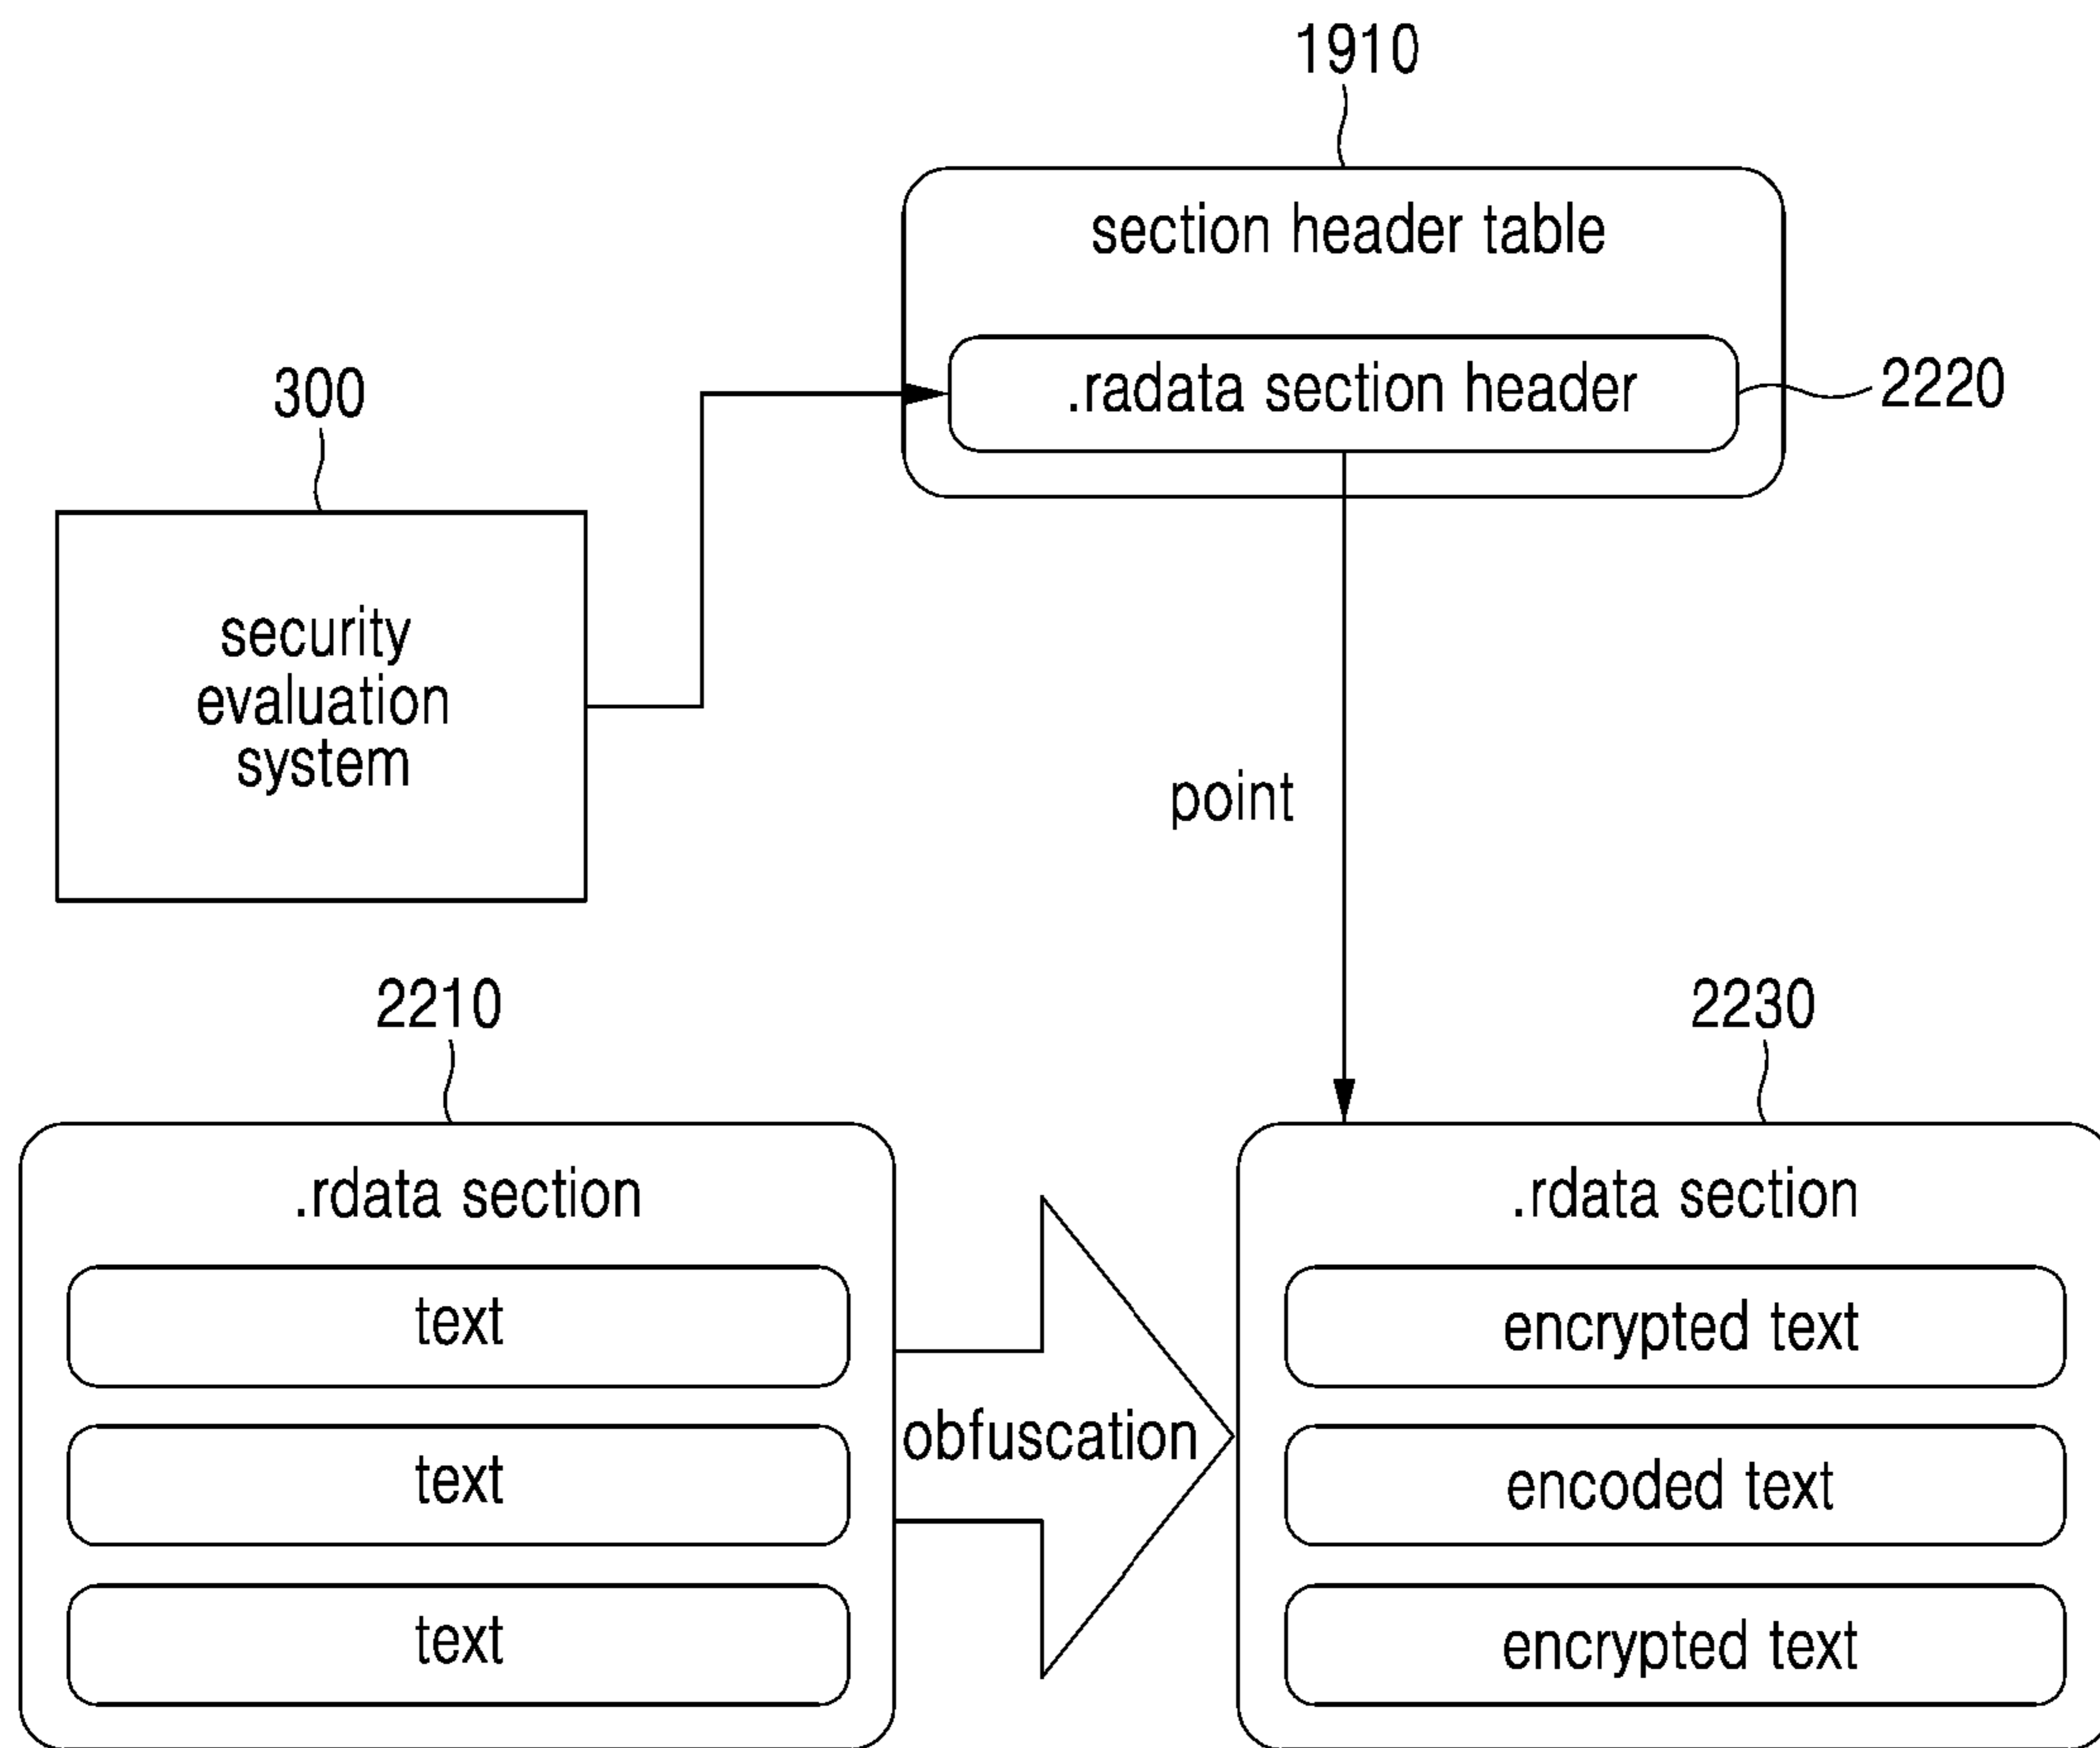 1910
section header table
.radata section header
2220
300
security
evaluation
system
point
2210
2230
.rdata section
text
text
text
obfuscation
.rdata section
encrypted text
encoded text
encrypted text